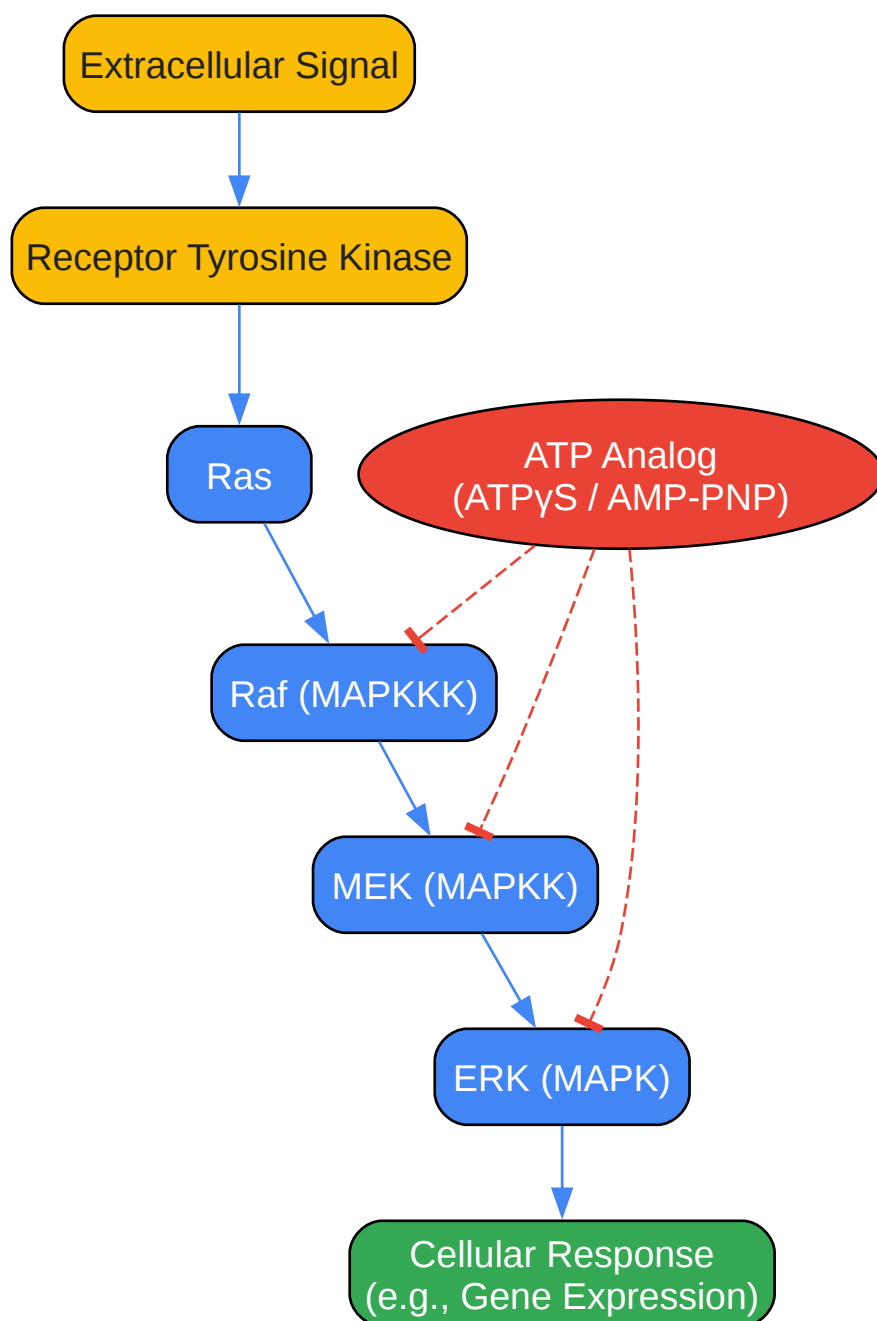 Extracellular Signal
Receptor Tyrosine Kinase
Ras
ATP Analog
(ATPγS / AMP-PNP)
Raf (MAPKKK)
MEK (MAPKK)
ERK (MAPK)
Cellular Response
(e.g., Gene Expression)